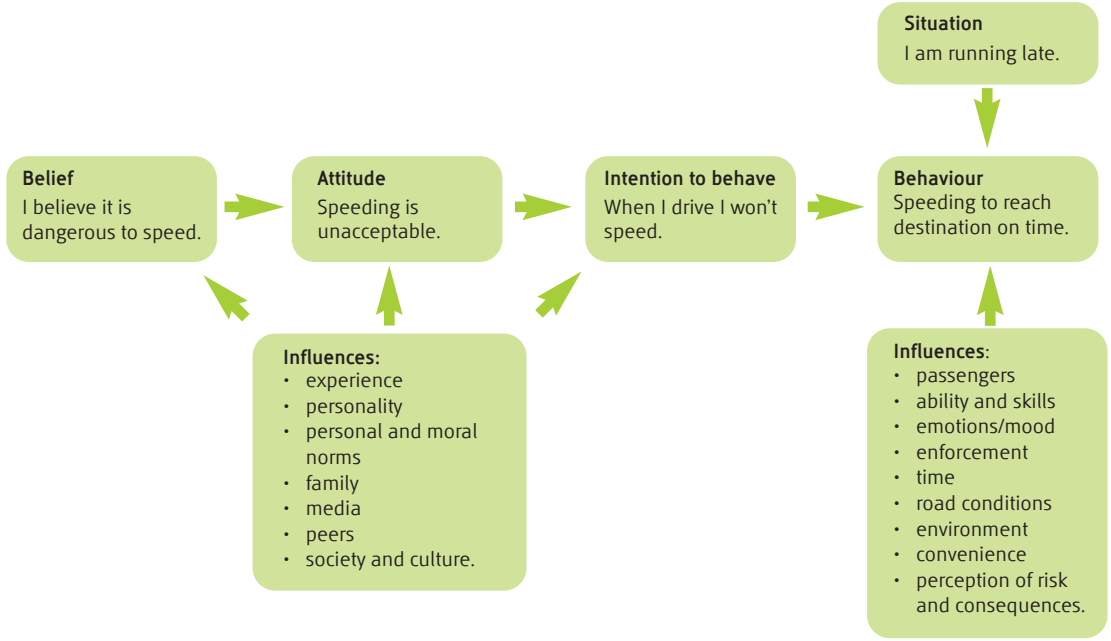 Situation
I am running late.
Belief
I believe it is
dangerous to speed.
Attitude
Speeding is
unacceptable.
Intention to behave
When I drive I won't
speed.
Behaviour
Speeding to reach
destination on time.
Influences:
• experience
• personality
• personal and moral
norms
• family
• media
• peers
• society and culture.
Influences:
• passengers
• ability and skills
• emotions/mood
• enforcement
• time
• road conditions
• environment
• convenience
• perception of risk
and consequences.